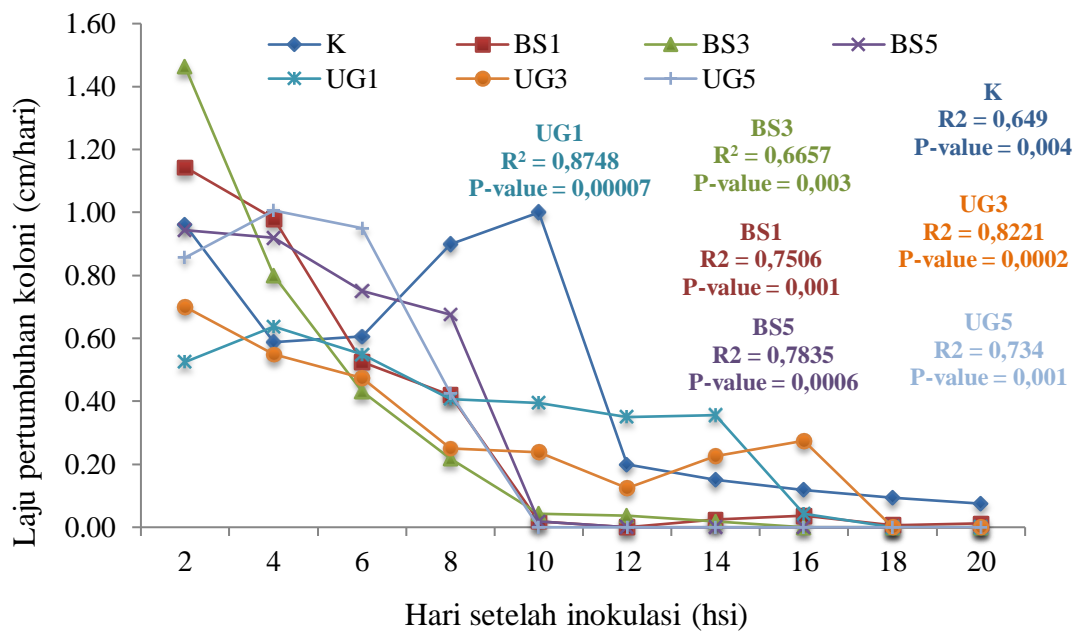 Laju pertumbuhan koloni (cm/hari)
1.60
1.40
1.20
1.00
0.80
0.60
0.40
0.20
0.00
K BS1 BS3 BS5
UG1 UG3 UG5
UG1
R² = 0,8748
P-value = 0,00007
BS3
R² = 0,6657
P-value = 0,003
K
R2 = 0,649
P-value = 0,004
BS1
R2 = 0,7506
P-value = 0,001
UG3
R2 = 0,8221
P-value = 0,0002
BS5
R2 = 0,7835
P-value = 0,0006
UG5
R2 = 0,734
P-value = 0,001
2 4 6 8 10 12 14 16 18 20
Hari setelah inokulasi (hsi)